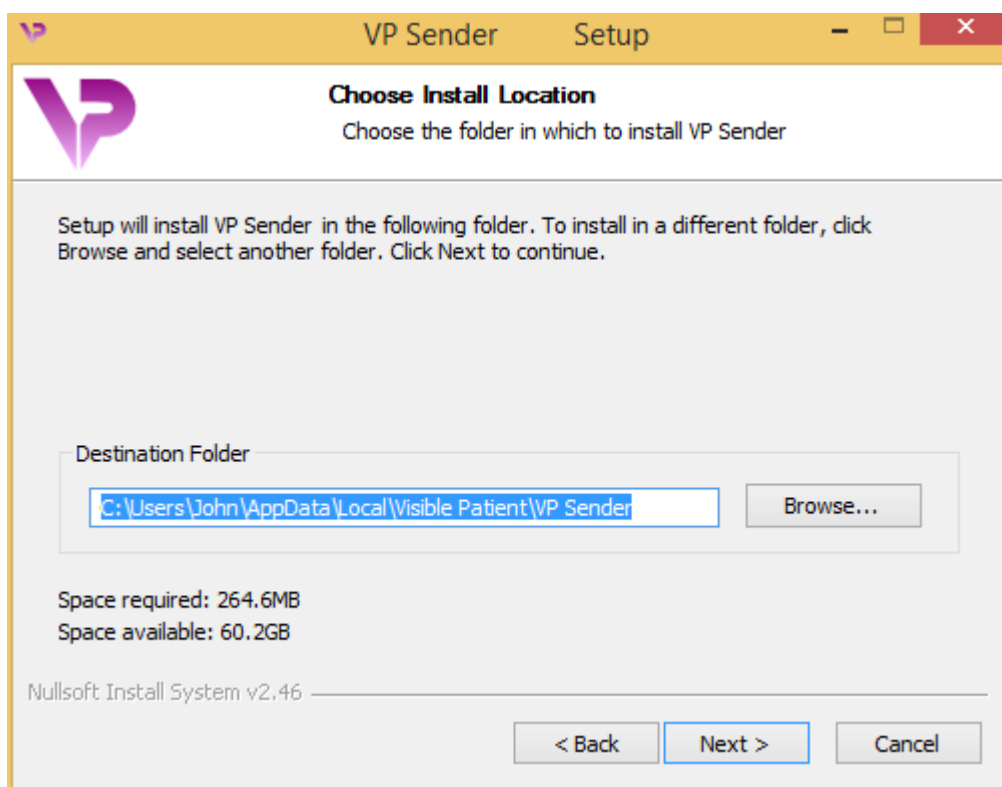 VP
VP Sender Setup
VP
Choose Install Location
Choose the folder in which to install VP Sender
Setup will install VP Sender in the following folder. To install in a different folder, click
Browse and select another folder. Click Next to continue.
Destination Folder
C:\Users\John\AppData\Local\Visible Patient\VP Sender
Browse...
Space required: 264.6MB
Space available: 60.2GB
Nullsoft Install System v2.46
< Back Next > Cancel